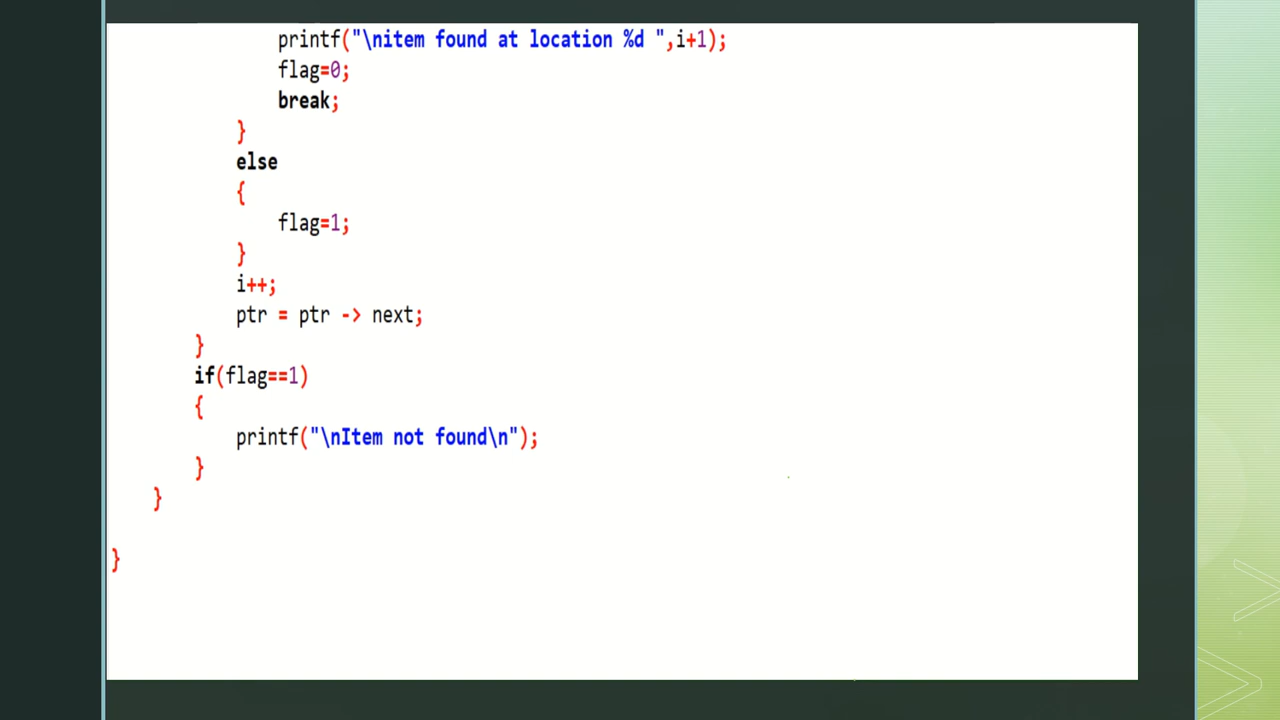 printf("\nitem found at location %d ",i+1);
flag=0;
break;
}
else
{
flag=1;
}
i++;
ptr = ptr -> next;
}
if(flag==1)
{
printf("\nItem not found\n");
}
}
}